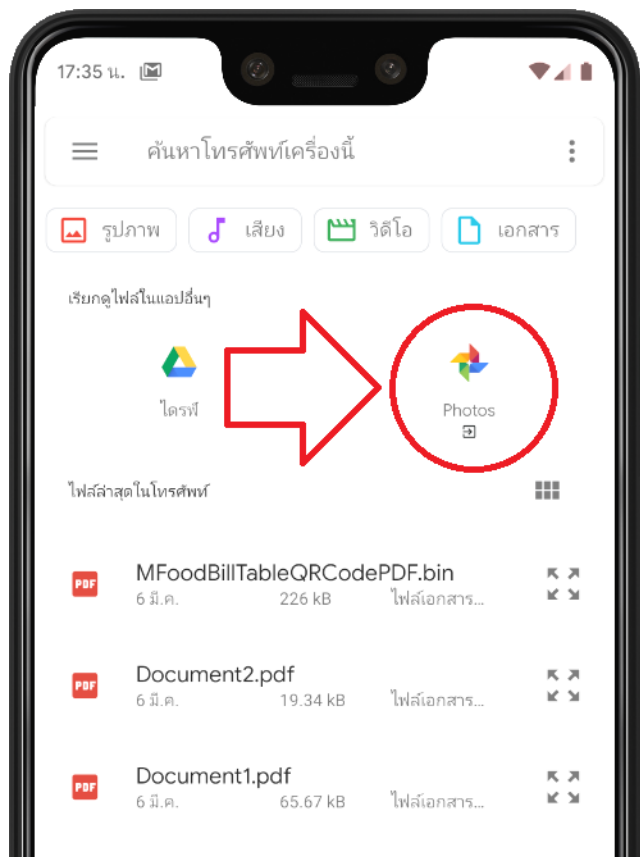 17:35 น.
ค้นหาโทรศัพท์เครื่องนี้
รูปภาพ เสียง วิดีโอ เอกสาร
เรียกดูไฟล์ในแอปอื่นๆ
ไดรฟ์ Photos
ไฟล์ล่าสุดในโทรศัพท์
PDF MFoodBillTableQRCodePDF.bin
6 มี.ค. 226 kB ไฟล์เอกสาร...
PDF Document2.pdf
6 มี.ค. 19.34 kB ไฟล์เอกสาร...
PDF Document1.pdf
6 มี.ค. 65.67 kB ไฟล์เอกสาร...